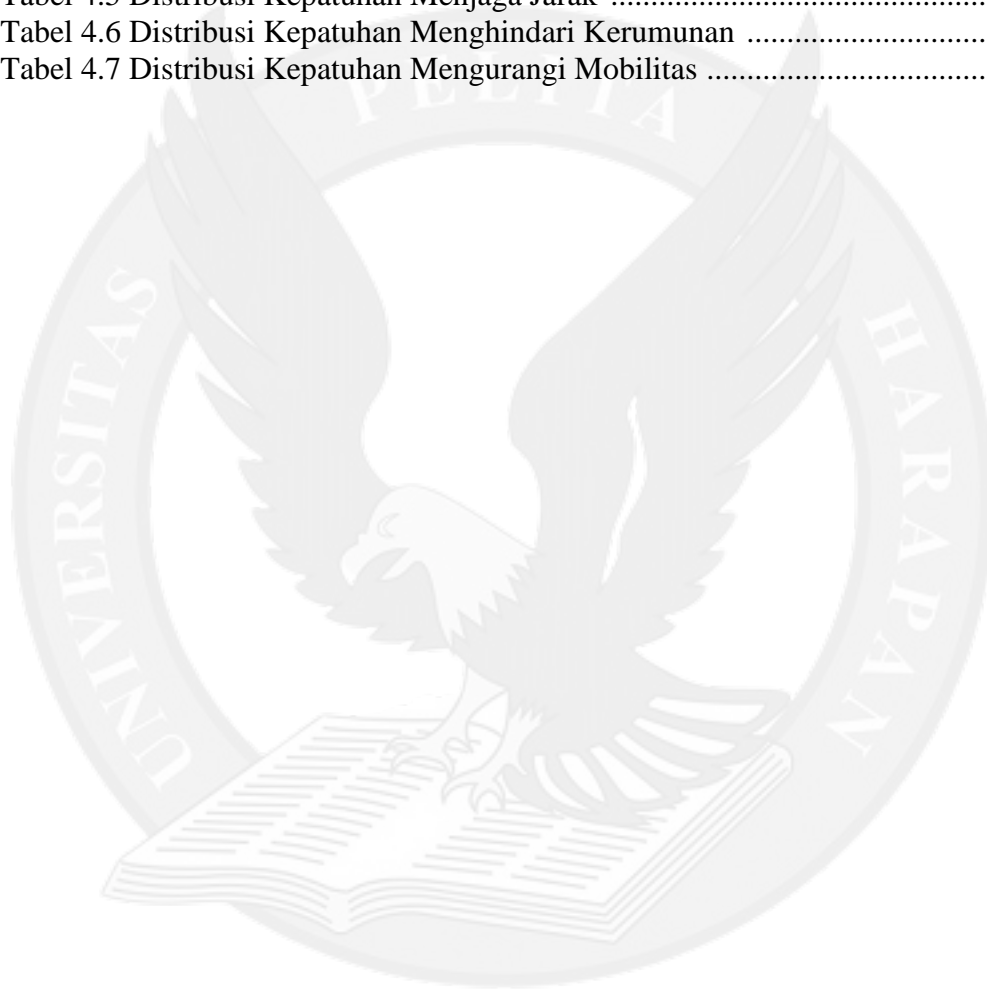 Tabel 4.5 Distribusi Kepatuhan Menjaga Jarak ................................................
Tabel 4.6 Distribusi Kepatuhan Menghindari Kerumunan ..............................
Tabel 4.7 Distribusi Kepatuhan Mengurangi Mobilitas ...................................
UNIVERSITAS PELITA HARAPAN